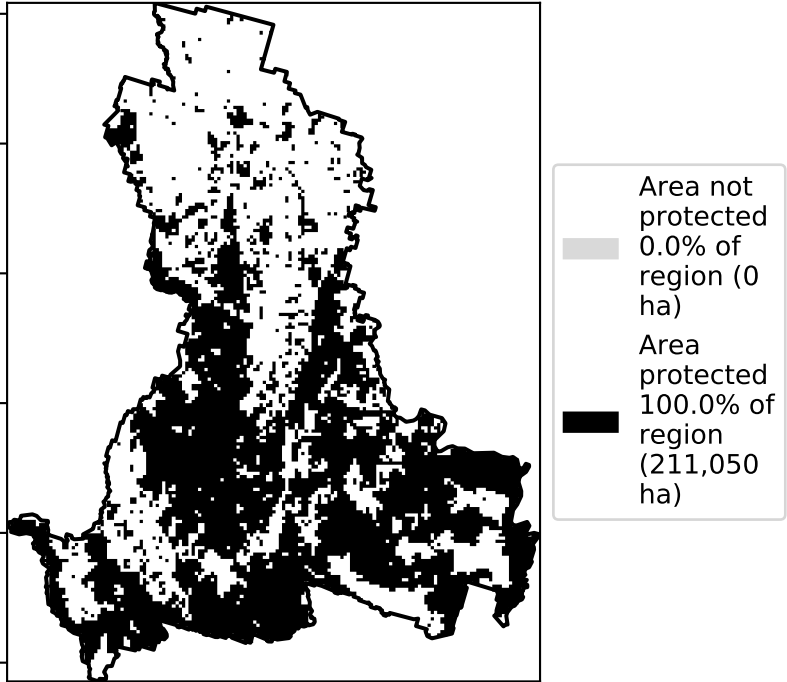 Area not
protected
0.0% of
region (0
ha)
Area
protected
100.0% of
region
(211,050
ha)